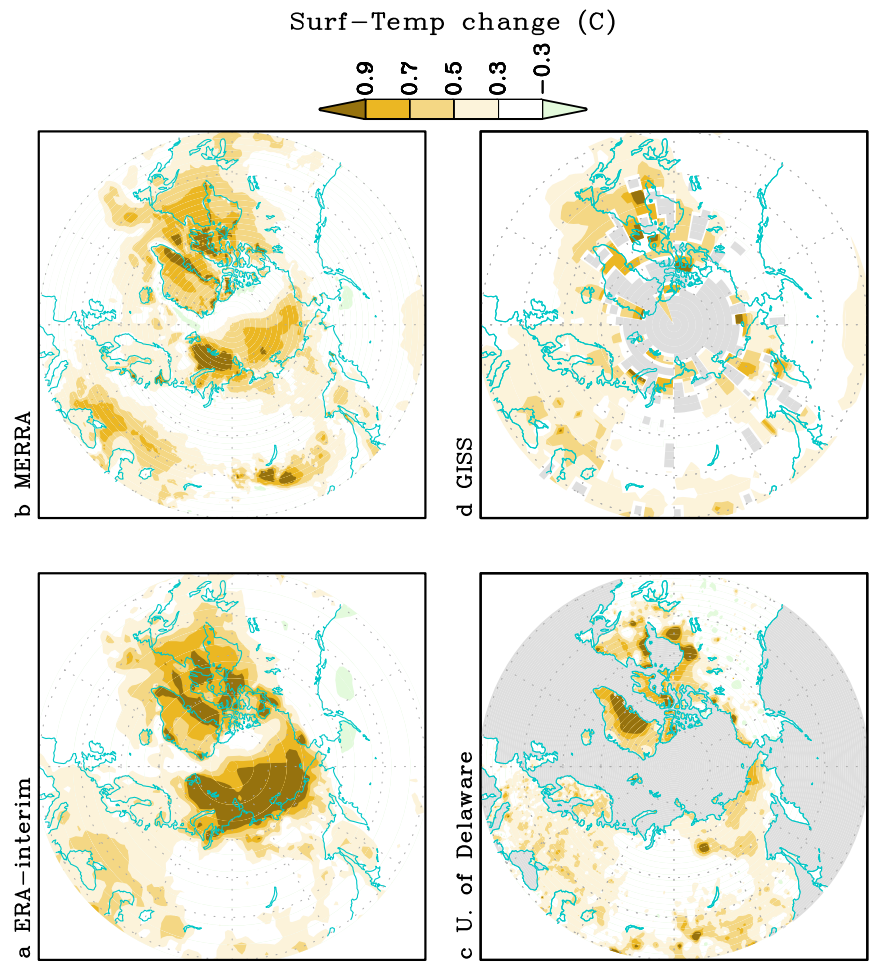 Surf-Temp change (C)
0.9
0.7
0.5
0.3
-0.3
b MERRA
d GISS
a ERA-interim
c U. of Delaware